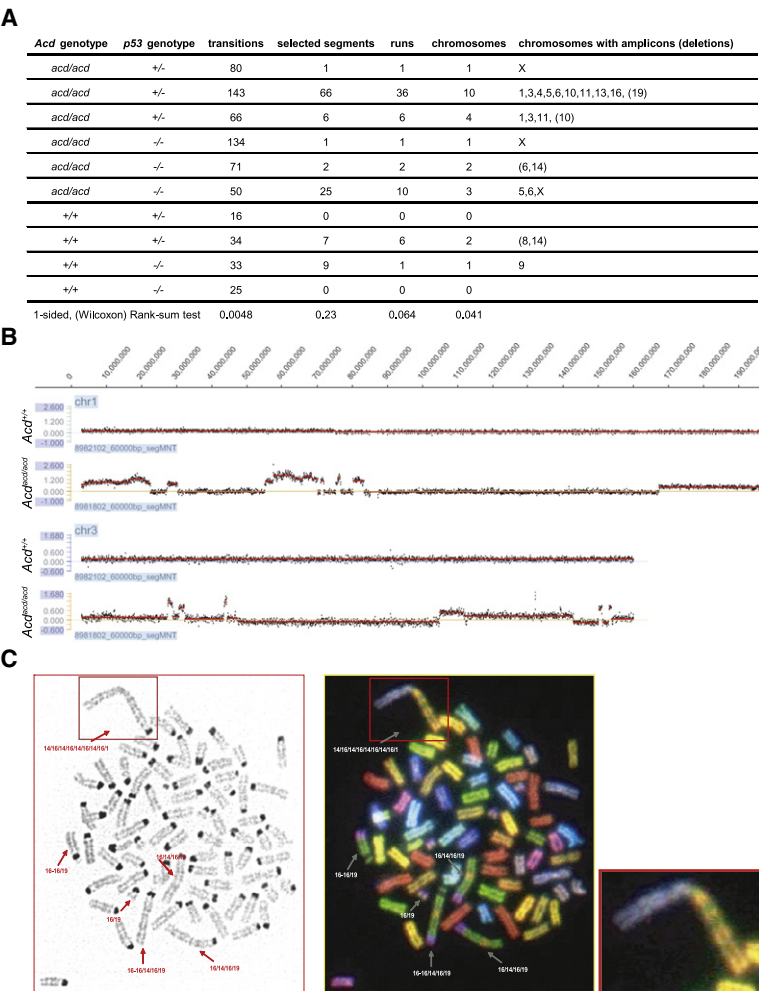 A
Acd genotype p53 genotype transitions selected segments runs chromosomes chromosomes with amplicons (deletions)
acd/acd +/- 80 1 1 1 X
acd/acd +/- 143 66 36 10 1,3,4,5,6,10,11,13,16, (19)
acd/acd +/- 66 6 6 4 1,3,11, (10)
acd/acd -/- 134 1 1 1 X
acd/acd -/- 71 2 2 2 (6,14)
acd/acd -/- 50 25 10 3 5,6,X
+/+ +/- 16 0 0 0
+/+ +/- 34 7 6 2 (8,14)
+/+ -/- 33 9 1 1 9
+/+ -/- 25 0 0 0
1-sided, (Wilcoxon) Rank-sum test 0.0048 0.23 0.064 0.041
B
0 10,000,000 20,000,000 30,000,000 40,000,000 50,000,000 60,000,000 70,000,000 80,000,000 90,000,000 100,000,000 110,000,000 120,000,000 130,000,000 140,000,000 150,000,000 160,000,000 170,000,000 180,000,000
Acd+/+
2.600
1.200
0.000
-1.000
chr1
8982102_60000bp_segMNT
Acdacd/acd
2.600
1.200
0.000
-1.000
8981802_60000bp_segMNT
Acd+/+
1.680
0.600
0.000
-0.600
chr3
8982102_60000bp_segMNT
Acdacd/acd
1.680
0.600
0.000
-0.600
8981802_60000bp_segMNT
C
14/16/14/16/14/16/14/16/1
16-16/19
16/14/16/19
16/19
16-16/14/16/19
16/14/16/19
14/16/14/16/14/16/14/16/1
16-16/19
16/14/16/19
16/19
16-16/14/16/19
16/14/16/19